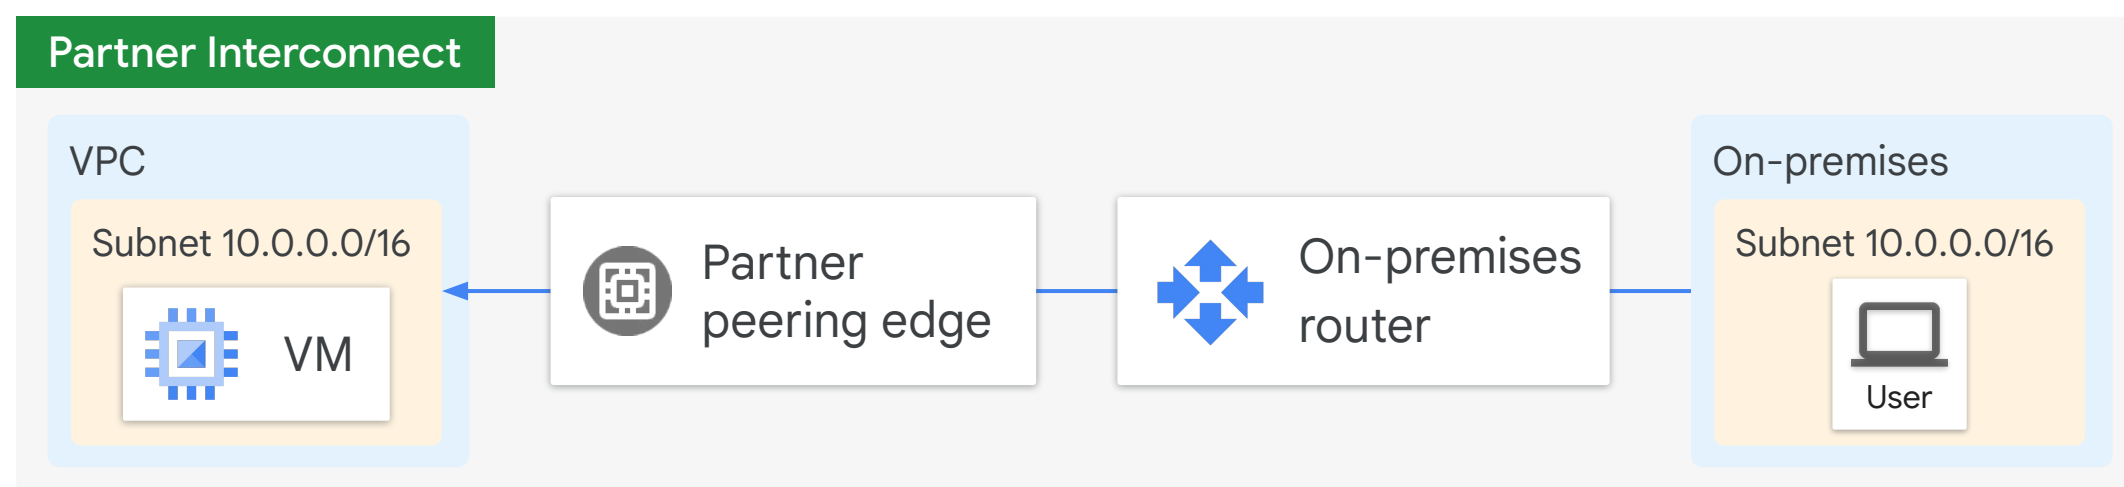 Partner Interconnect
VPC
Subnet 10.0.0.0/16
VM
Partner
peering edge
On-premises
router
On-premises
Subnet 10.0.0.0/16
User